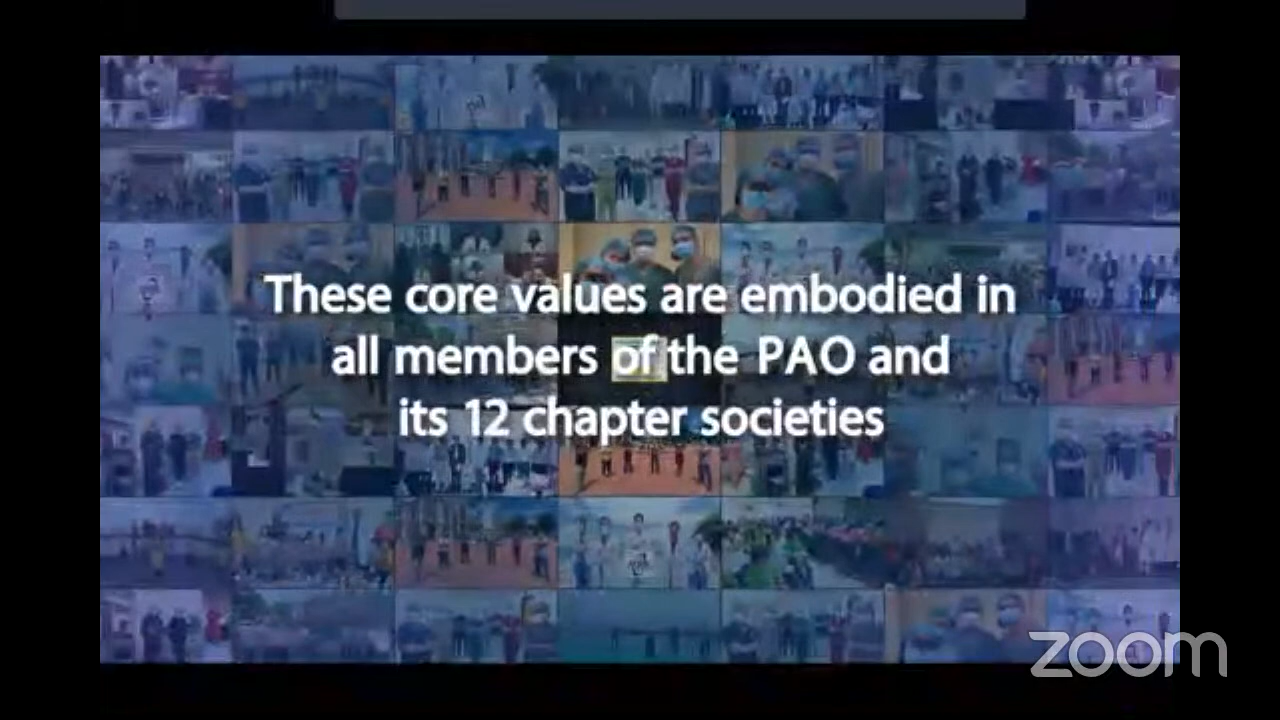 These core values are embodied in
all members of the PAO and
its 12 chapter societies
zoom